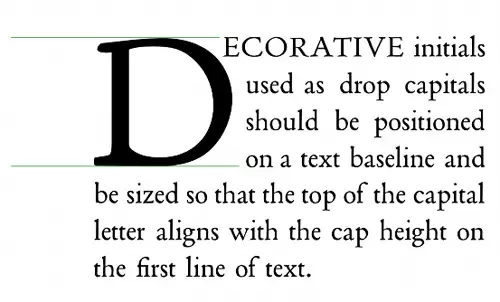 DECORATIVE initials
used as drop capitals
should be positioned
on a text baseline and
be sized so that the top of the capital
letter aligns with the cap height on
the first line of text.